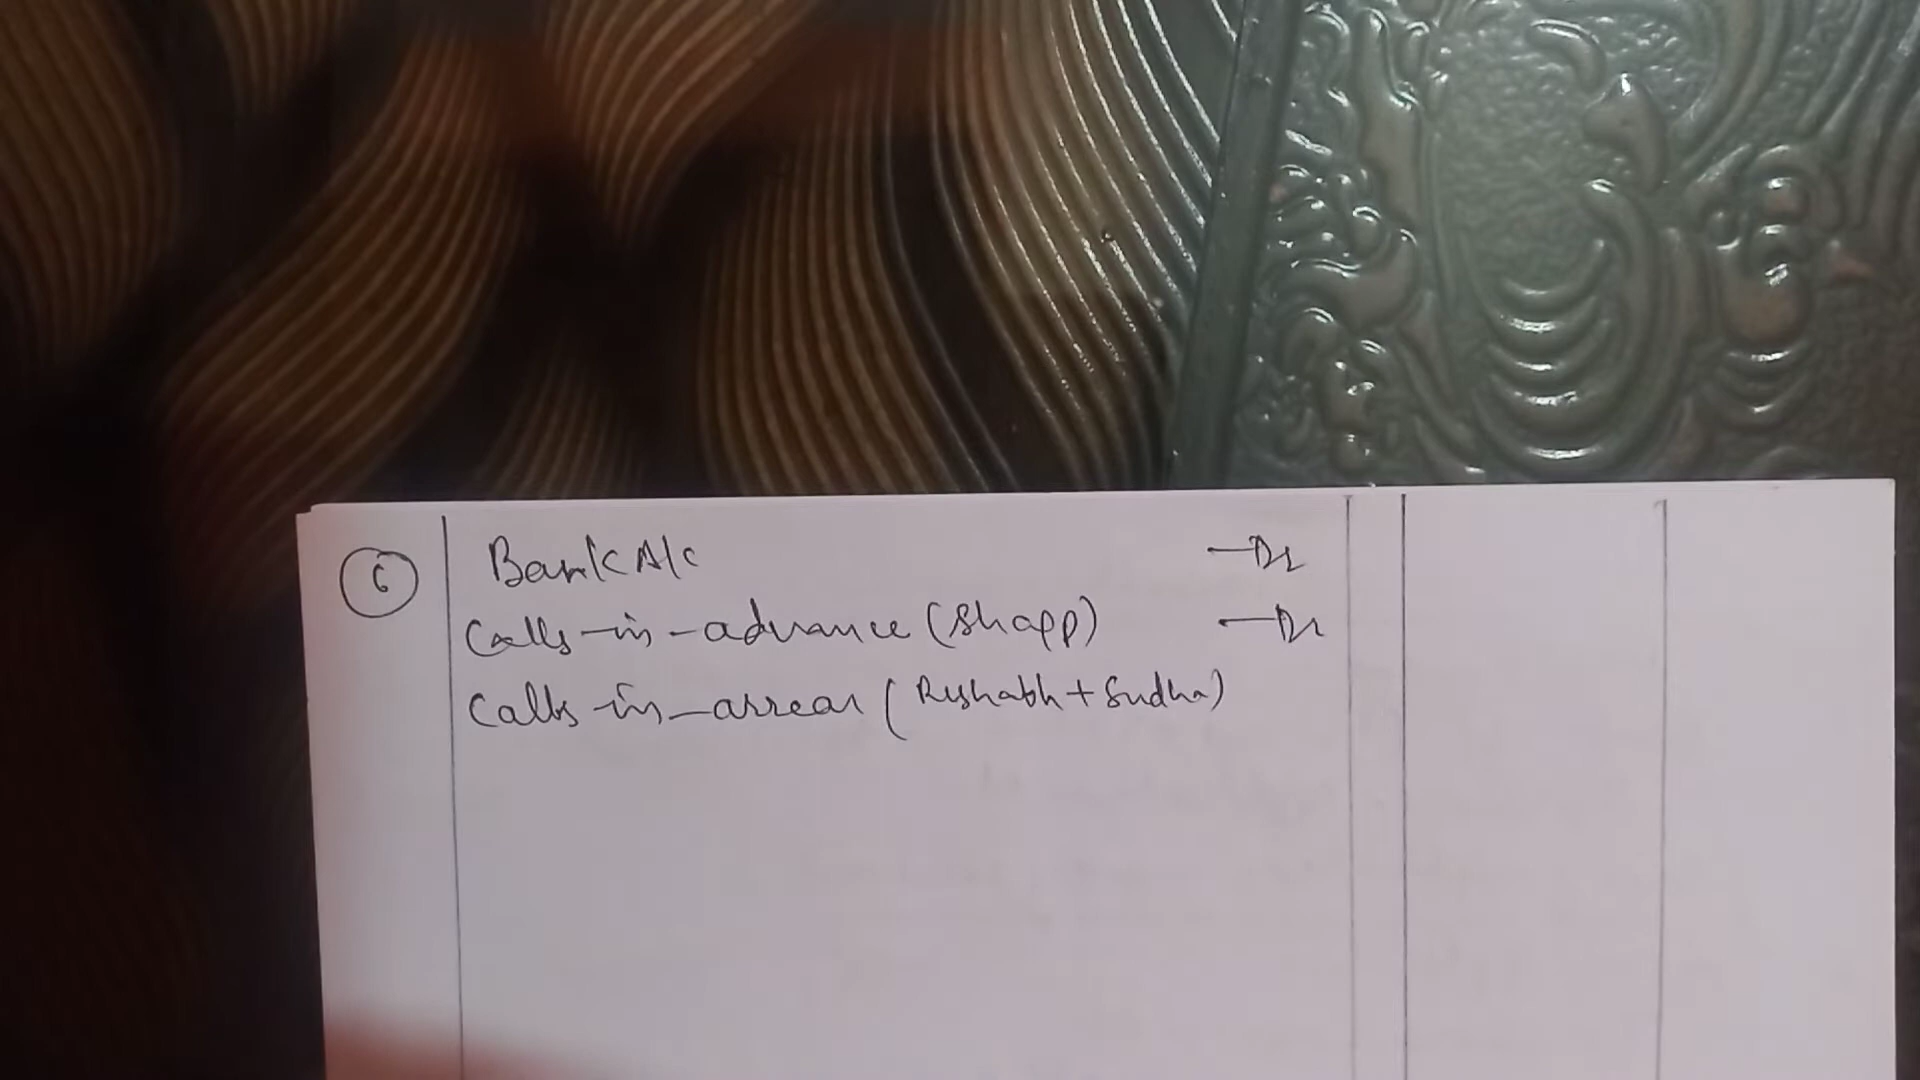 6 Bank A/c —Dr
Calls-in-advance (Shapp) —Dr
Calls-in-arrear (Rishabh + Sudha)